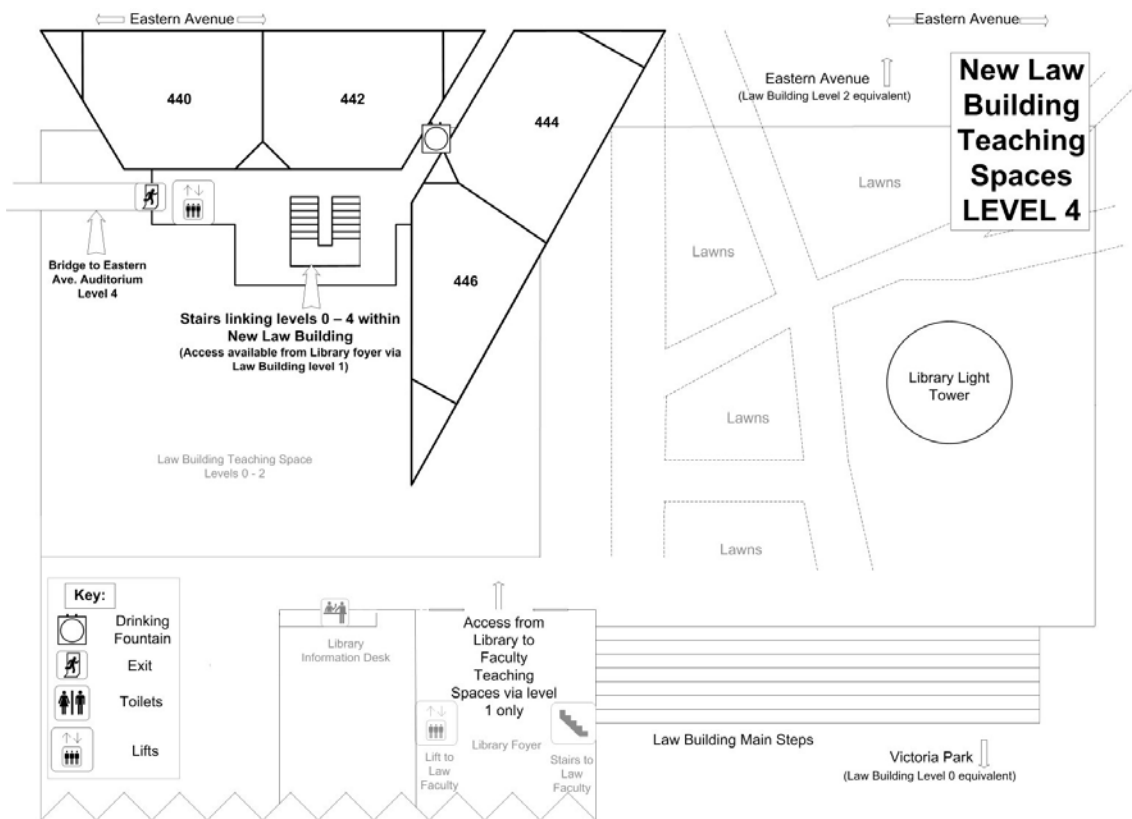 Eastern Avenue
Eastern Avenue
440
442
444
446
Eastern Avenue
(Law Building Level 2 equivalent)
New Law
Building
Teaching
Spaces
LEVEL 4
Lawns
Lawns
Bridge to Eastern
Ave. Auditorium
Level 4
Stairs linking levels 0 – 4 within
New Law Building
(Access available from Library foyer via
Law Building level 1)
Library Light
Tower
Lawns
Law Building Teaching Space
Levels 0 - 2
Lawns
Key:
Drinking
Fountain
Exit
Toilets
Lifts
Library
Information Desk
Access from
Library to
Faculty
Teaching
Spaces via level
1 only
Library Foyer
Lift to
Law
Faculty
Stairs to
Law
Faculty
Law Building Main Steps
Victoria Park
(Law Building Level 0 equivalent)